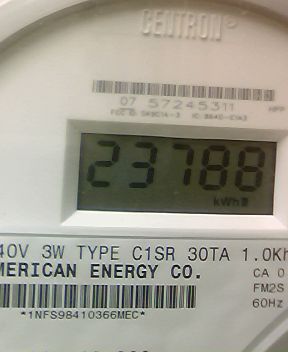 CENTRON
07 57245311
23788
kWh
40V 3W TYPE C1SR 30TA 1.0Kh
MERICAN ENERGY CO.
CA 0
FM2S
60Hz
*1NFS98410366MEC*